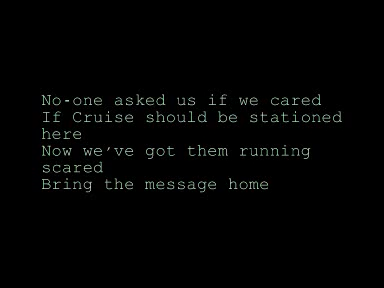 No-one asked us if we cared
If Cruise should be stationed
here
Now we've got them running
scared
Bring the message home